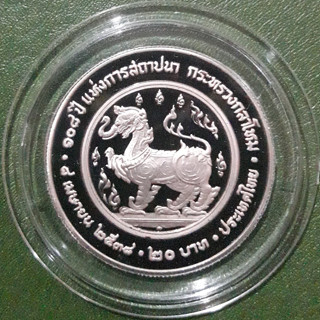 ๑๐๘ ปี แห่งการสถาปนา กระทรวงกลาโหม
๘ เมษายน ๒๕๓๘ • ๒๐ บาท • ประเทศไทย •